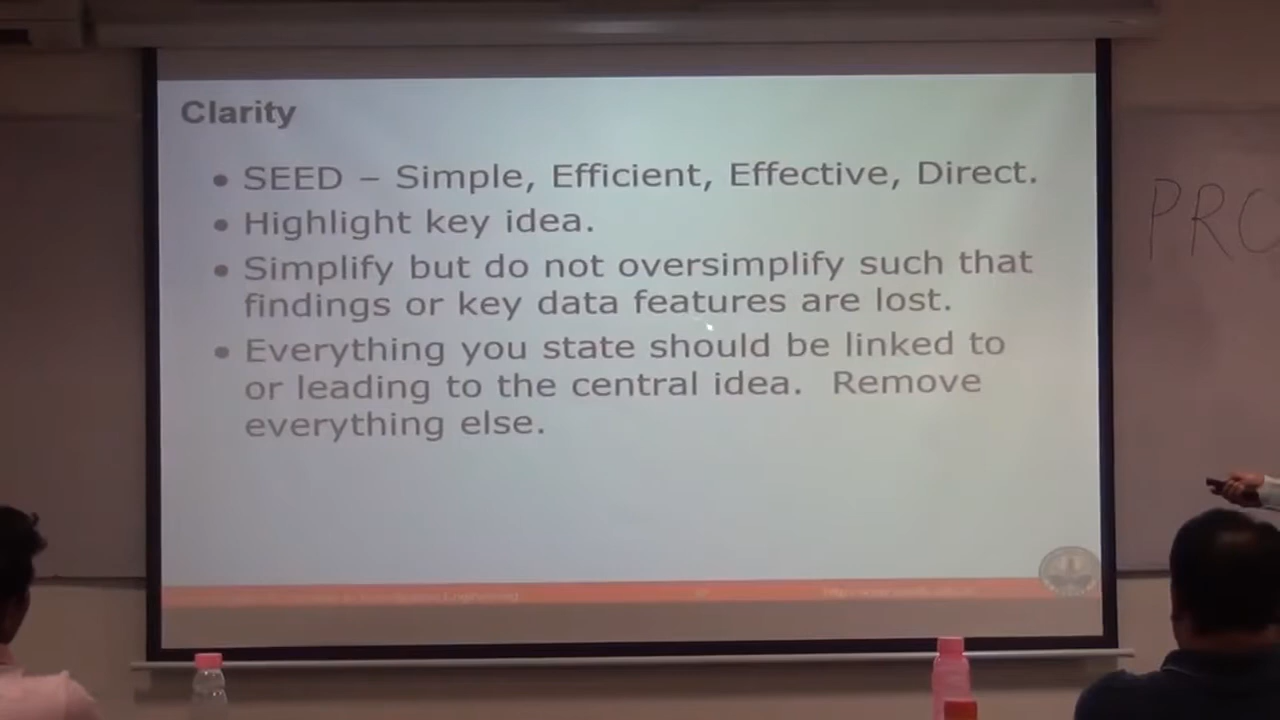 Clarity
• SEED – Simple, Efficient, Effective, Direct.
• Highlight key idea.
• Simplify but do not oversimplify such that
findings or key data features are lost.
• Everything you state should be linked to
or leading to the central idea. Remove
everything else.
PRO